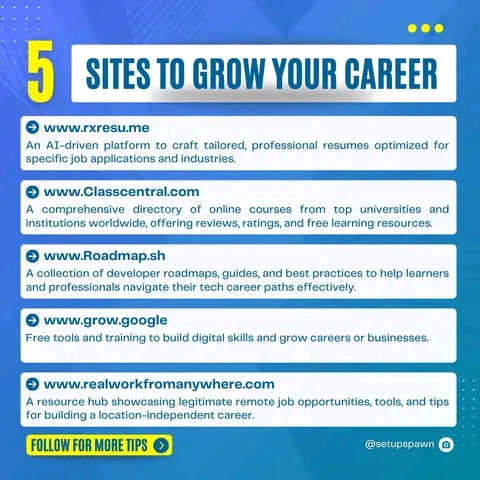 5 SITES TO GROW YOUR CAREER
www.rxresu.me
An AI-driven platform to craft tailored, professional resumes optimized for
specific job applications and industries.
www.Classcentral.com
A comprehensive directory of online courses from top universities and
institutions worldwide, offering reviews, ratings, and free learning resources.
www.Roadmap.sh
A collection of developer roadmaps, guides, and best practices to help learners
and professionals navigate their tech career paths effectively.
www.grow.google
Free tools and training to build digital skills and grow careers or businesses.
www.realworkfromanywhere.com
A resource hub showcasing legitimate remote job opportunities, tools, and tips
for building a location-independent career.
FOLLOW FOR MORE TIPS
@setupspawn